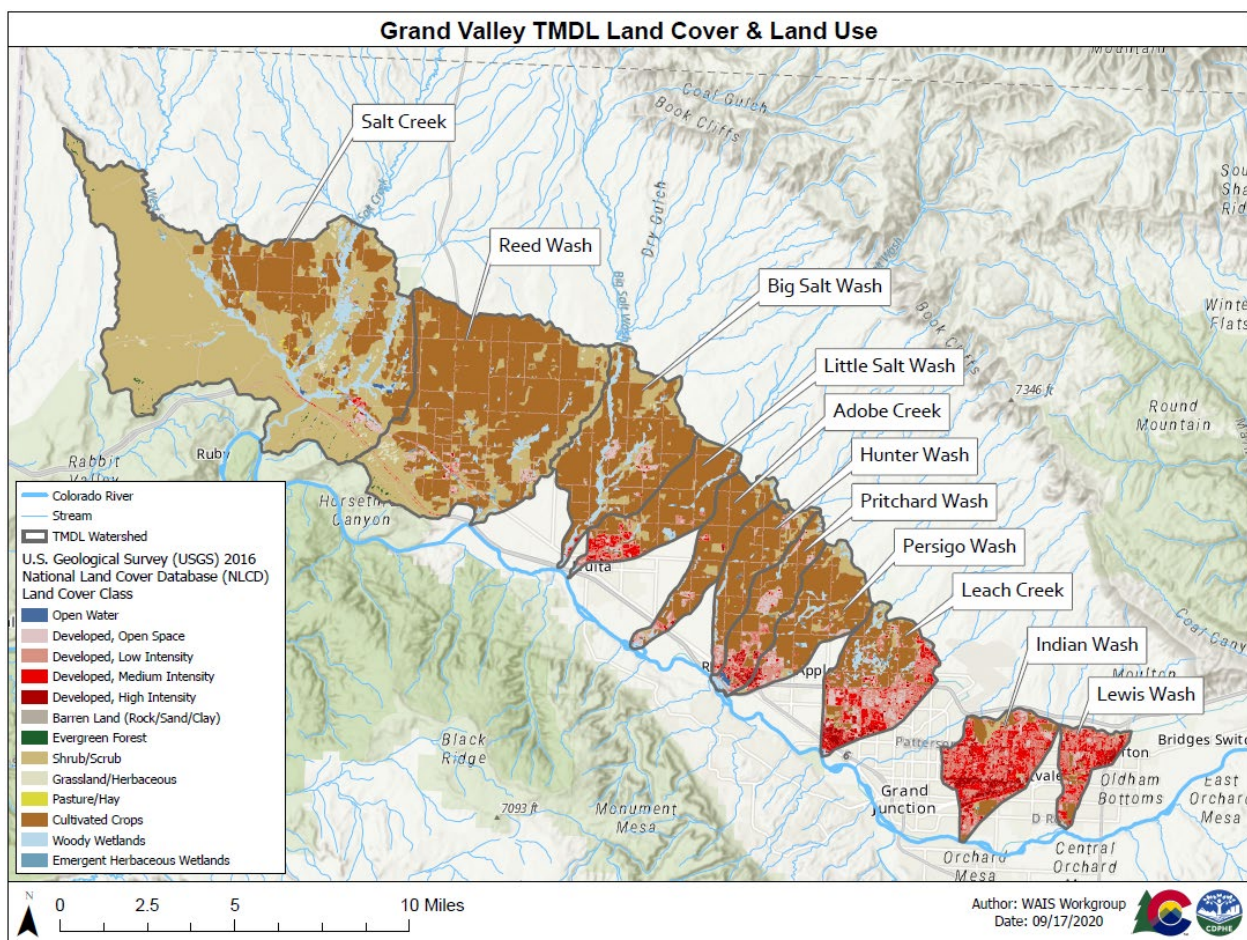 Grand Valley TMDL Land Cover & Land Use
Mountain
Coal Gulch
Book Cliffs
Salt Creek
West S
Salt Creek
Dry Gulch
Reed Wash
Big Salt Wash
Wash
Big Salt Wash
Book Cliffs
Little Salt Wash
7346 ft
Adobe Creek
Round
Mountain
Hunter Wash
Ruby
Rabbit
Valley
Pritchard Wash
Canyon
Persigo Wash
Leach Creek
Coal Canyon
Indian Wash
Lewis Wash
Bridges Switch
Black
Ridge
6
Grand
Junction
Oldham
Bottoms
East
Orchard
Mesa
7093 ft
Monument
Mesa
Orchard
Mesa
Central
Orchard
Colorado River
Stream
TMDL Watershed
U.S. Geological Survey (USGS) 2016
National Land Cover Database (NLCD)
Land Cover Class
Open Water
Developed, Open Space
Developed, Low Intensity
Developed, Medium Intensity
Developed, High Intensity
Barren Land (Rock/Sand/Clay)
Evergreen Forest
Shrub/Scrub
Grassland/Herbaceous
Pasture/Hay
Cultivated Crops
Woody Wetlands
Emergent Herbaceous Wetlands
N
0 2.5 5 10 Miles
Author: WAIS Workgroup
Date: 09/17/2020
CDPHE